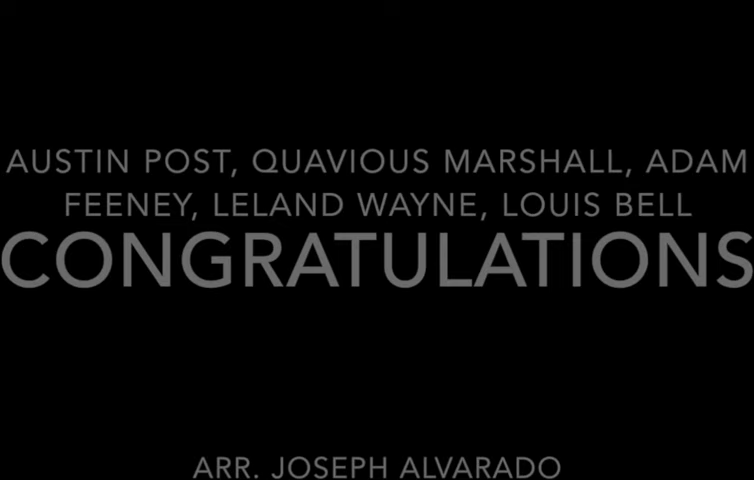 AUSTIN POST, QUAVIOUS MARSHALL, ADAM
FEENEY, LELAND WAYNE, LOUIS BELL
CONGRATULATIONS
ARR. JOSEPH ALVARADO